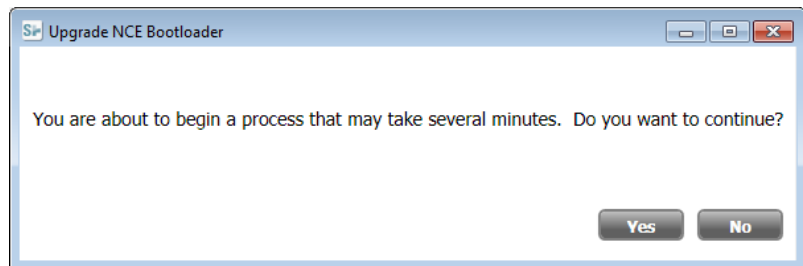 Upgrade NCE Bootloader
You are about to begin a process that may take several minutes.  Do you want to continue?
Yes No